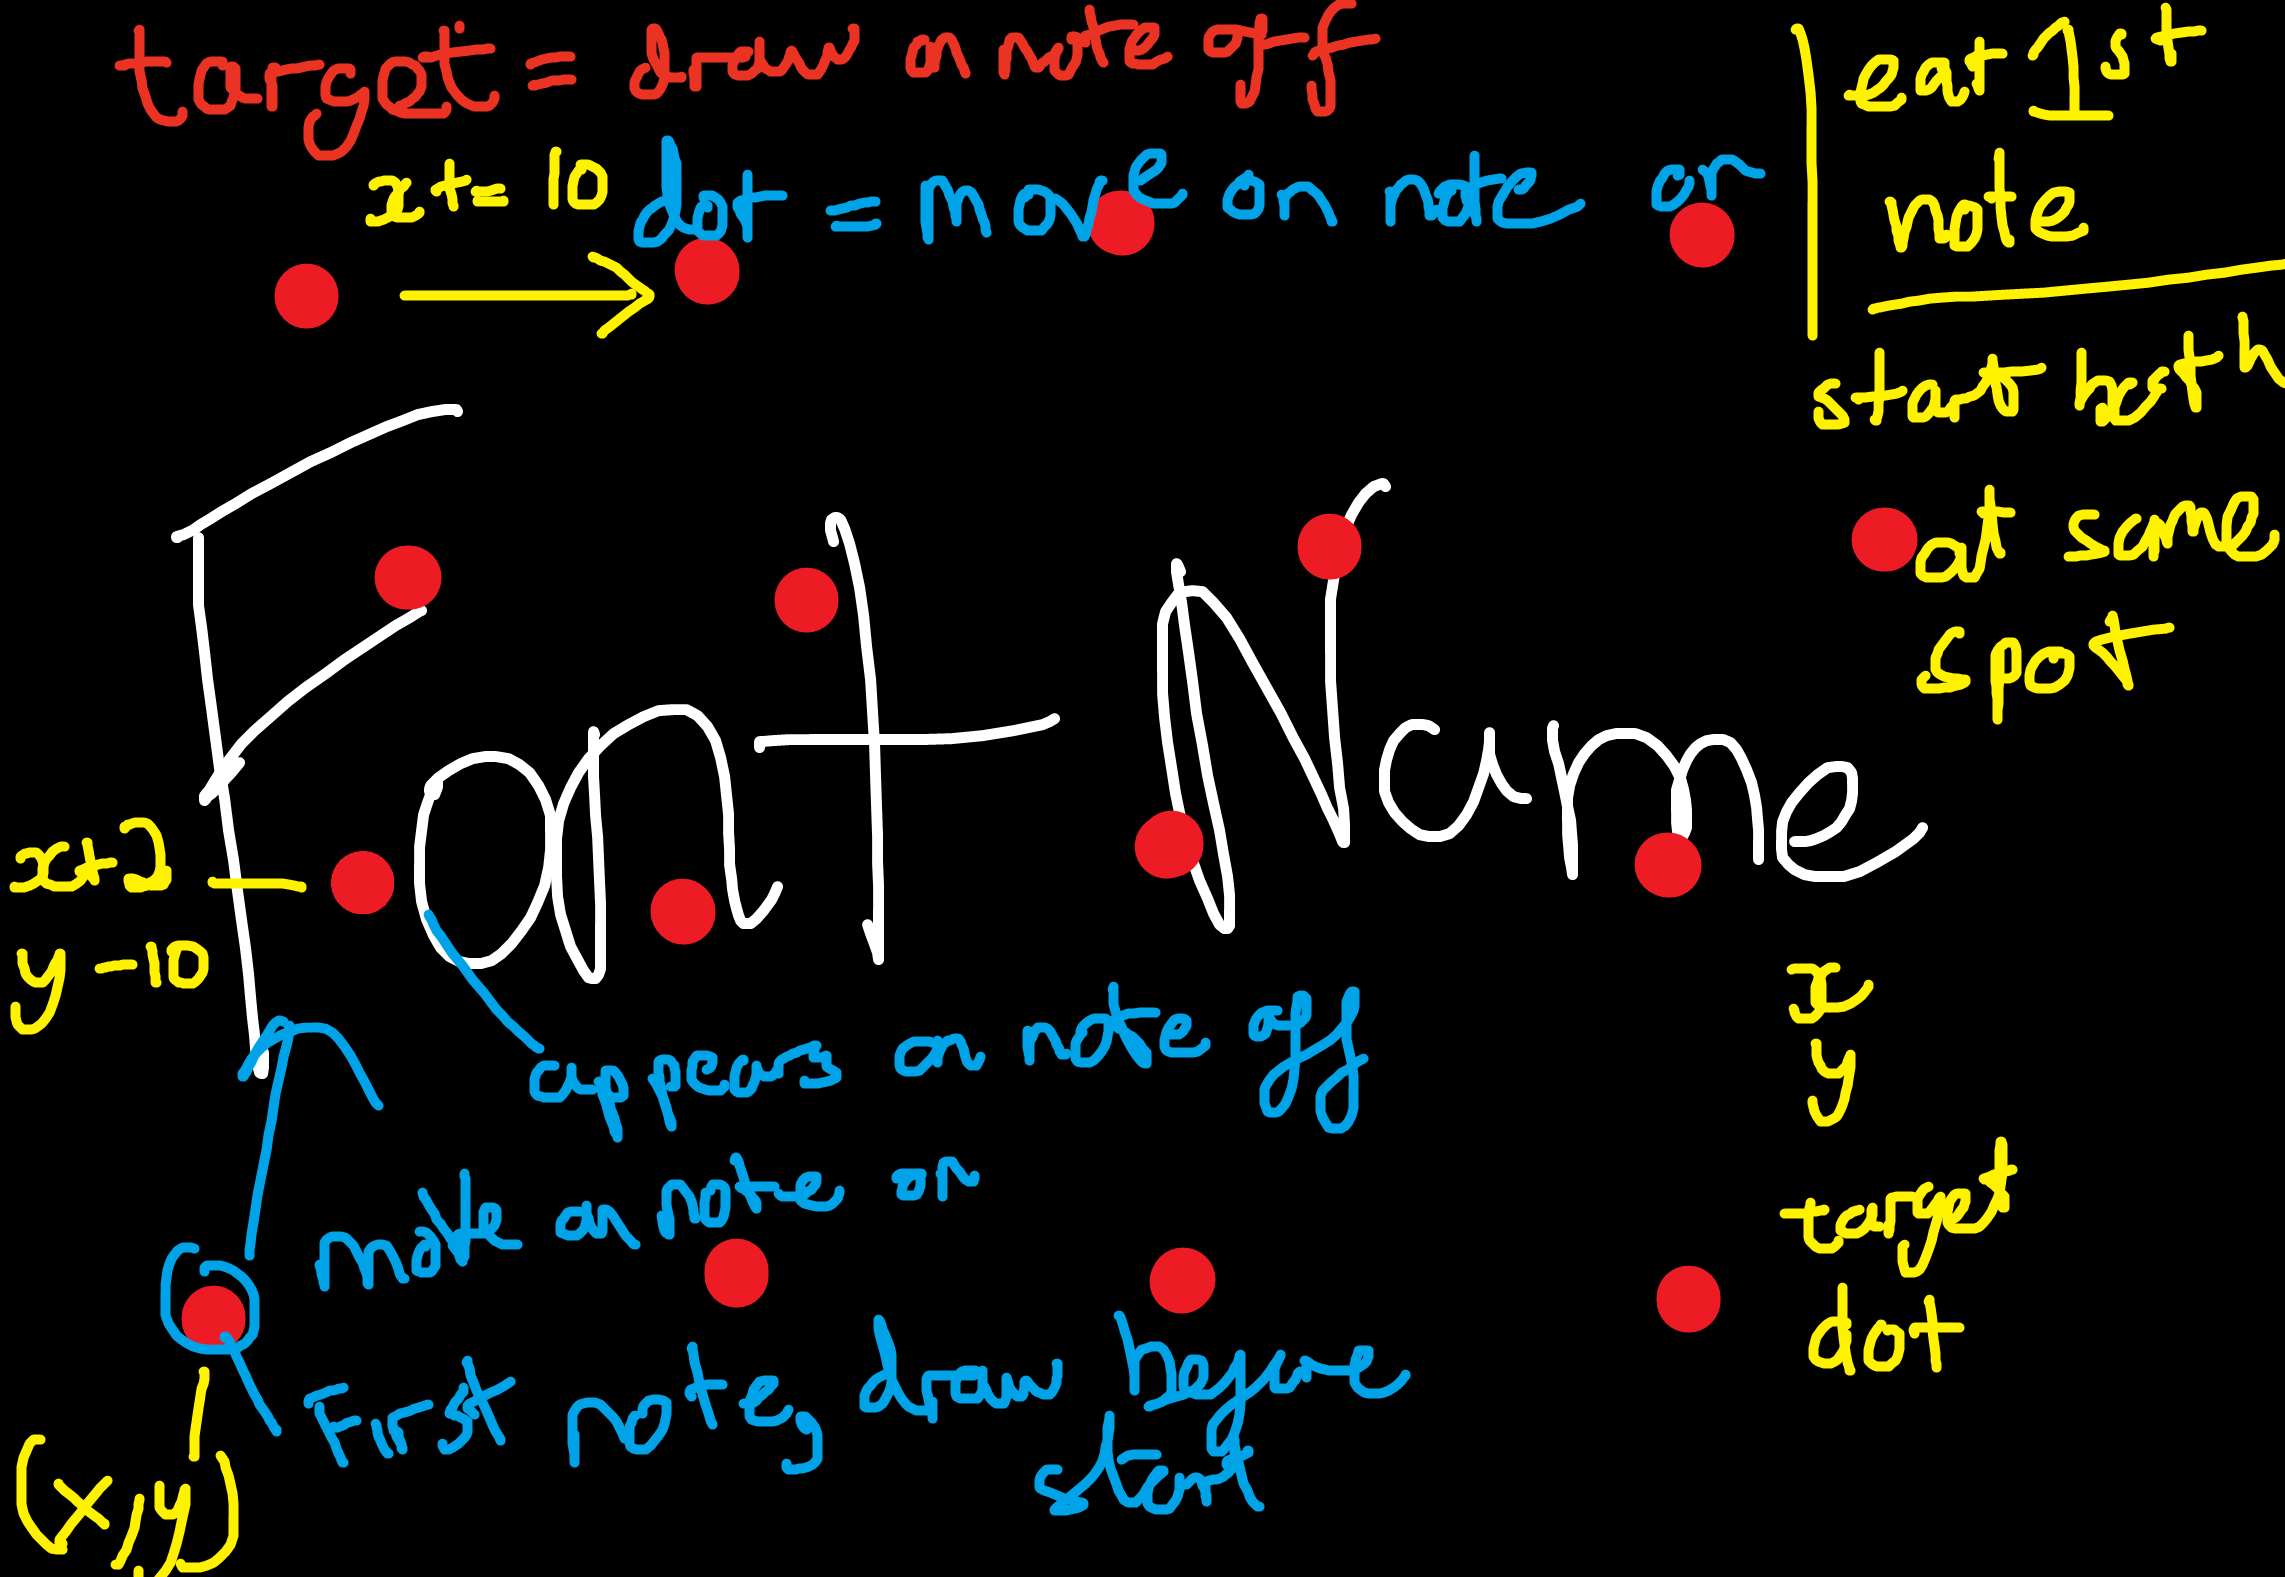 target = draw on note off
x += 10
dot = move on note on
eat 1st
note
start both
at same
spot
Font Name
x+2
y-10
appears on note off
move on note on
First note, draw before
start
(x,y)
x
y
target
dot